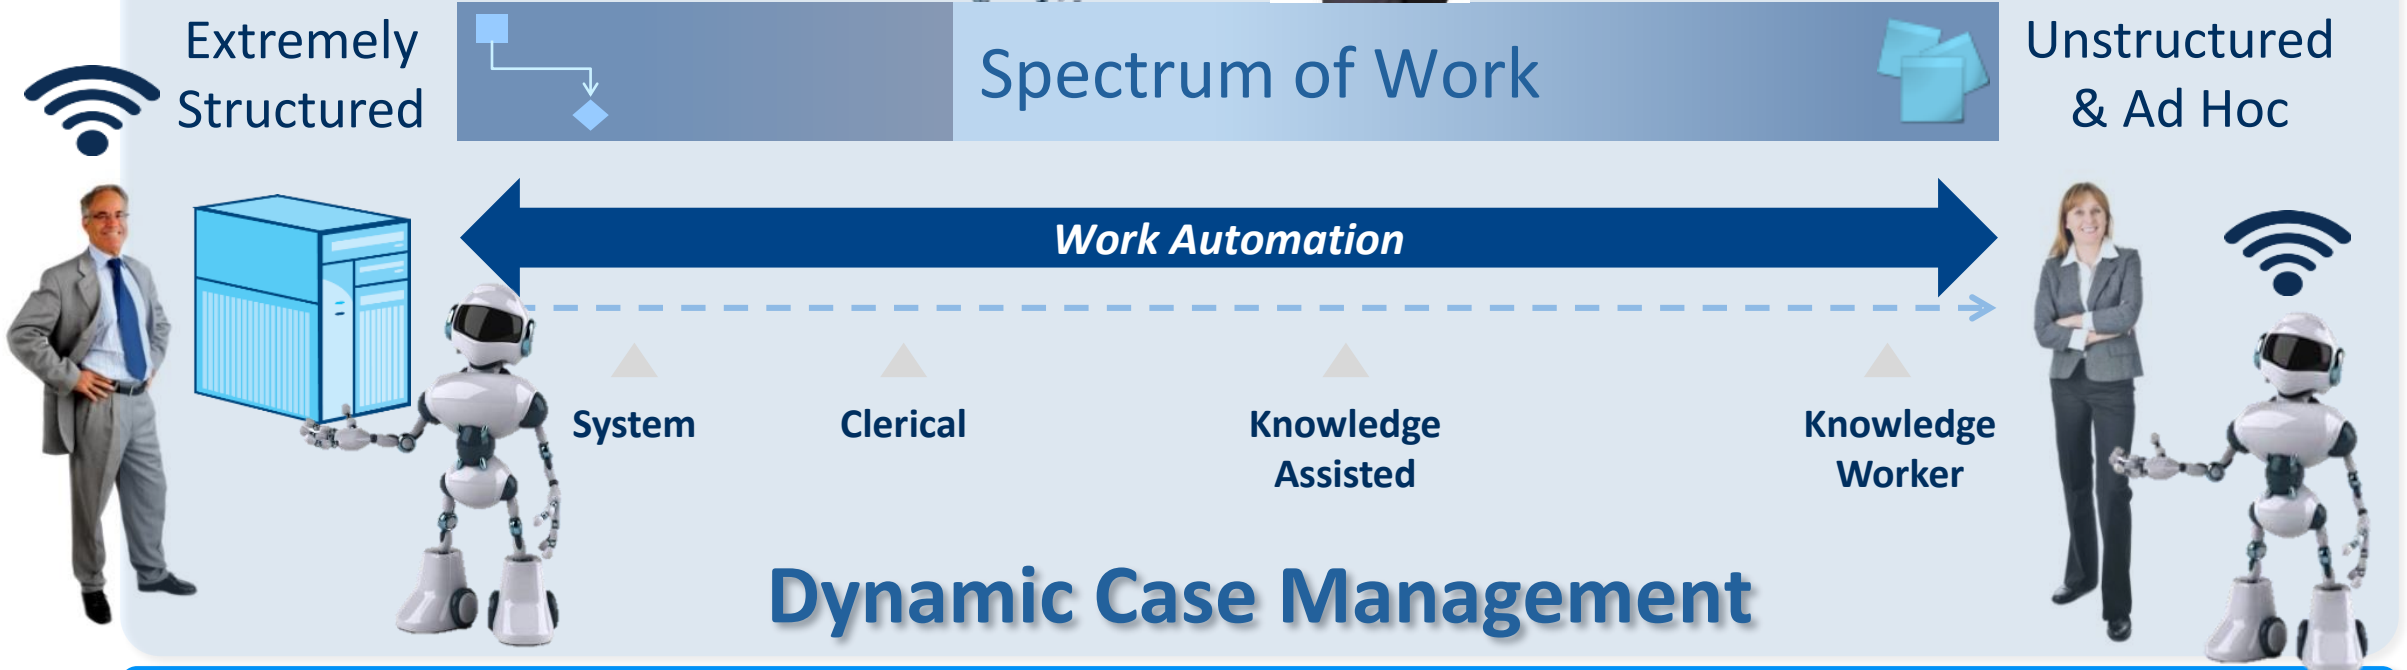 Extremely
Structured
Spectrum of Work
Unstructured
& Ad Hoc
Work Automation
System
Clerical
Knowledge
Assisted
Knowledge
Worker
Dynamic Case Management